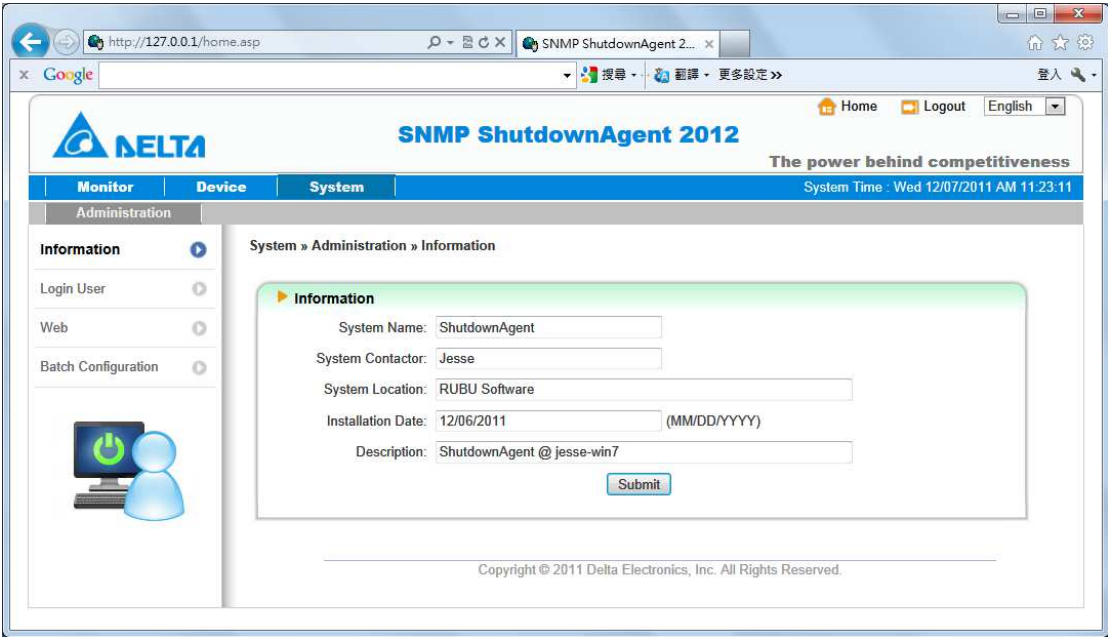 http://127.0.0.1/home.asp
SNMP ShutdownAgent 2...
x Google 搜尋 翻譯 更多設定 » 登入
Home Logout English
DELTA
SNMP ShutdownAgent 2012
The power behind competitiveness
Monitor Device System System Time : Wed 12/07/2011 AM 11:23:11
Administration
Information
Login User
Web
Batch Configuration
System » Administration » Information
Information
System Name: ShutdownAgent
System Contactor: Jesse
System Location: RUBU Software
Installation Date: 12/06/2011 (MM/DD/YYYY)
Description: ShutdownAgent @ jesse-win7
Submit
Copyright © 2011 Delta Electronics, Inc. All Rights Reserved.